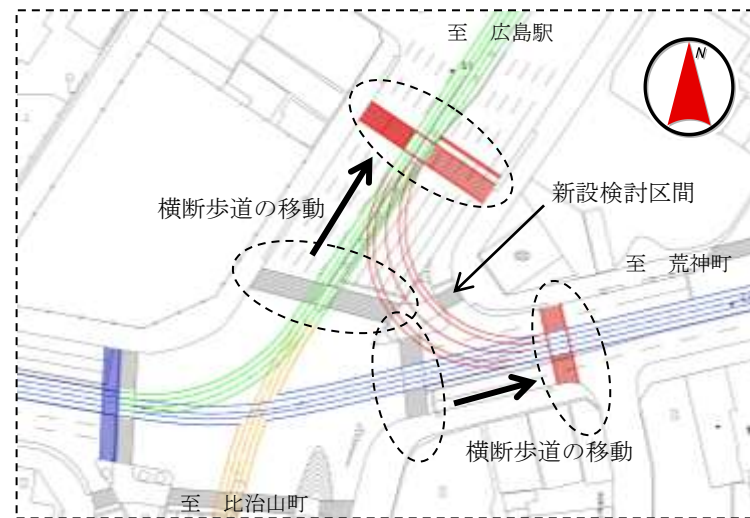 至　広島駅
N
横断歩道の移動
新設検討区間
至　荒神町
横断歩道の移動
至　比治山町